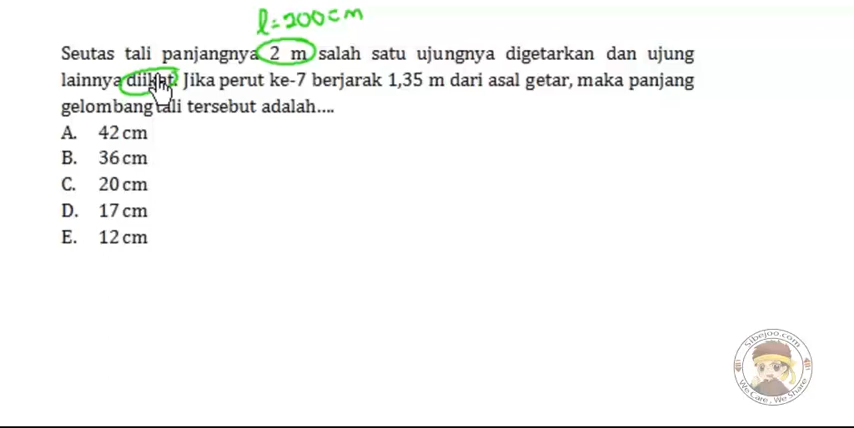 l = 200 cm
Seutas tali panjangnya 2 m salah satu ujungnya digetarkan dan ujung
lainnya diikat. Jika perut ke-7 berjarak 1,35 m dari asal getar, maka panjang
gelombang tali tersebut adalah....
A. 42 cm
B. 36 cm
C. 20 cm
D. 17 cm
E. 12 cm
Sibejoo.com
We Care, We Share